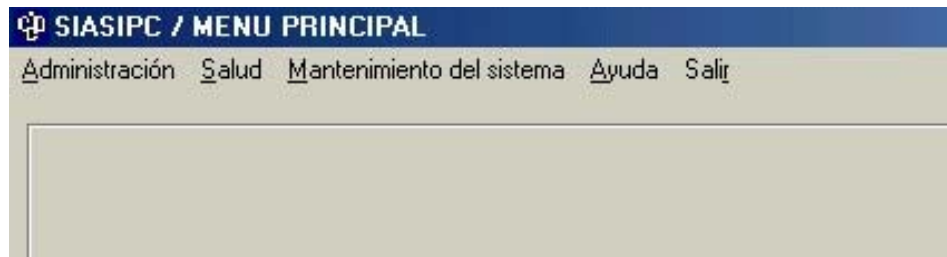 SIASIPC / MENU PRINCIPAL
Administración Salud Mantenimiento del sistema Ayuda Salir